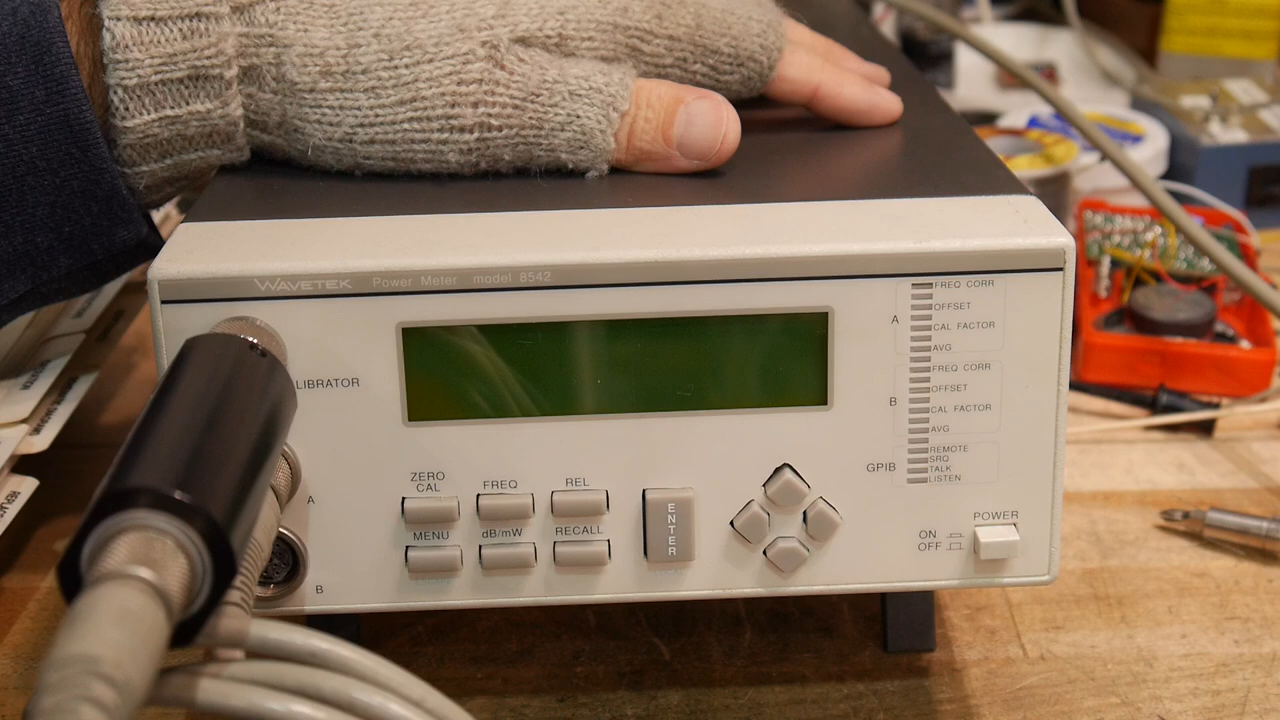 WAVETEK Power Meter model 8542
LIBRATOR
A
B
ZERO
CAL
FREQ
REL
MENU
dB/mW
RECALL
ENTER
A
FREQ CORR
OFFSET
CAL FACTOR
AVG
B
FREQ CORR
OFFSET
CAL FACTOR
AVG
GPIB
REMOTE
SRQ
TALK
LISTEN
POWER
ON
OFF